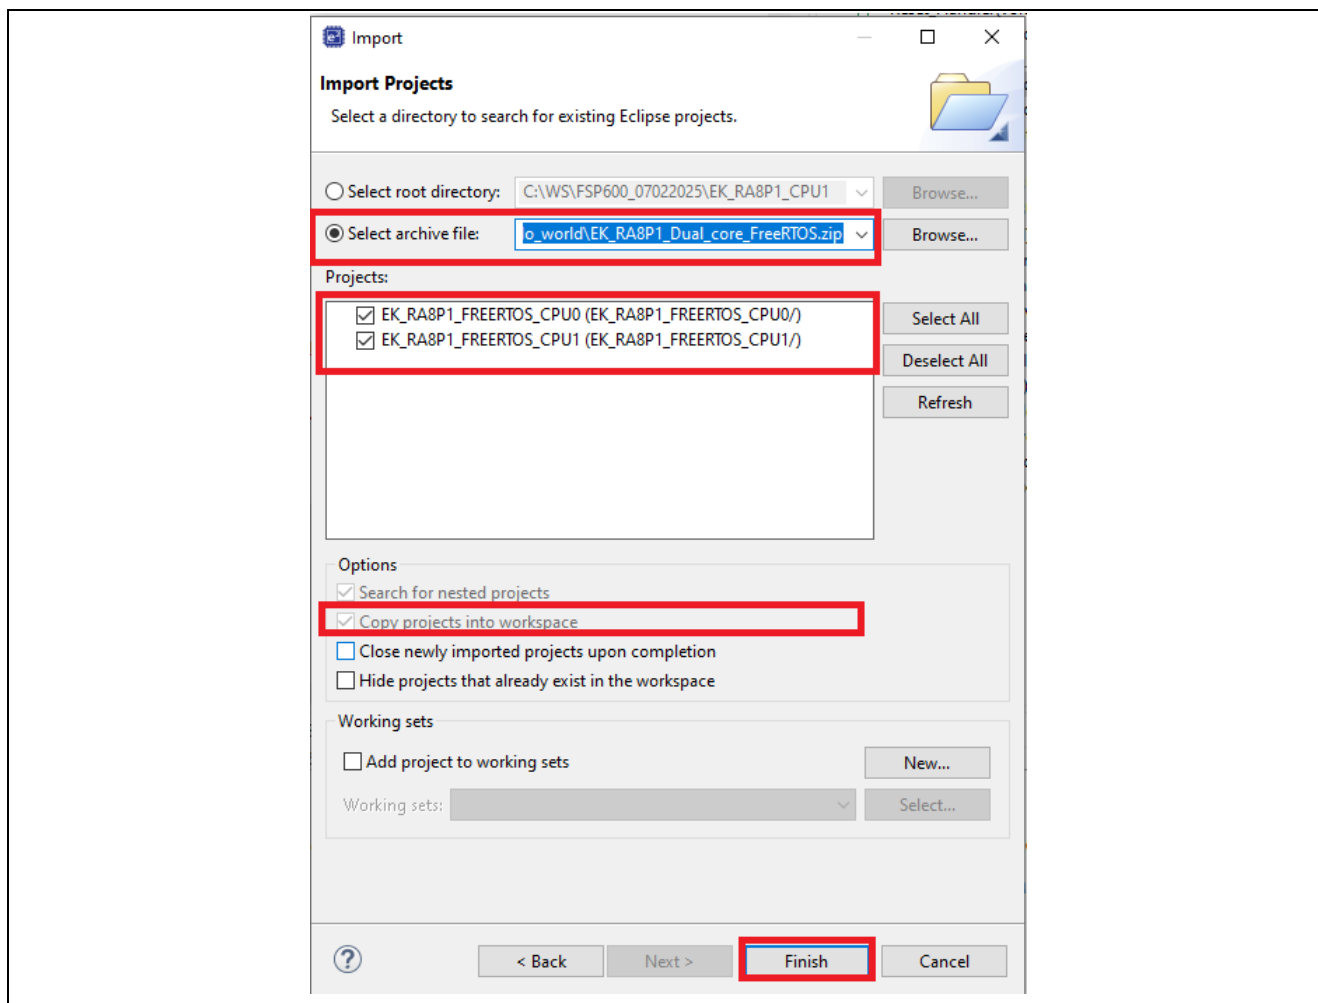 Import
Import Projects
Select a directory to search for existing Eclipse projects.
Select root directory: C:\WS\FSP600_07022025\EK_RA8P1_CPU1 Browse...
Select archive file: o_world\EK_RA8P1_Dual_core_FreeRTOS.zip Browse...
Projects:
EK_RA8P1_FREERTOS_CPU0 (EK_RA8P1_FREERTOS_CPU0/)
EK_RA8P1_FREERTOS_CPU1 (EK_RA8P1_FREERTOS_CPU1/)
Select All
Deselect All
Refresh
Options
Search for nested projects
Copy projects into workspace
Close newly imported projects upon completion
Hide projects that already exist in the workspace
Working sets
Add project to working sets New...
Working sets: Select...
? < Back Next > Finish Cancel